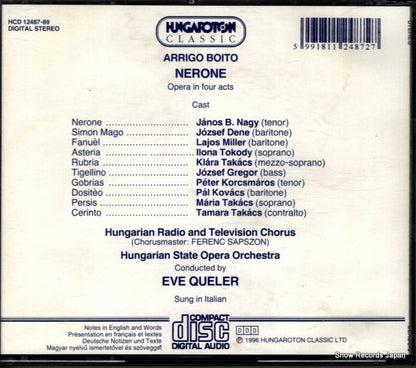 HCD 12487-89
DIGITAL STEREO
HUNGAROTON
CLASSIC
5 991811 248727
ARRIGO BOITO
NERONE
Opera in four acts
Cast
Nerone ........ János B. Nagy (tenor)
Simon Mago ........ József Dene (baritone)
Fanuèl ........ Lajos Miller (baritone)
Asteria ........ Ilona Tokody (soprano)
Rubria ........ Klára Takács (mezzo-soprano)
Tigellino ........ József Gregor (bass)
Gobrias ........ Péter Korcsmáros (tenor)
Dositèo ........ Pál Kovács (baritone)
Persis ........ Mária Takács (soprano)
Cerinto ........ Tamara Takács (contralto)
Hungarian Radio and Television Chorus
(Chorusmaster: FERENC SAPSZON)
Hungarian State Opera Orchestra
Conducted by
EVE QUELER
Sung in Italian
Notes in English and Words
Présentation en français et textes
Deutsche Notizen und Texte
Magyar nyelvű ismertetővel és szöveggel
COMPACT
disc
DIGITAL AUDIO
DDD
℗ 1996 HUNGAROTON CLASSIC LTD
Snow Records Japan